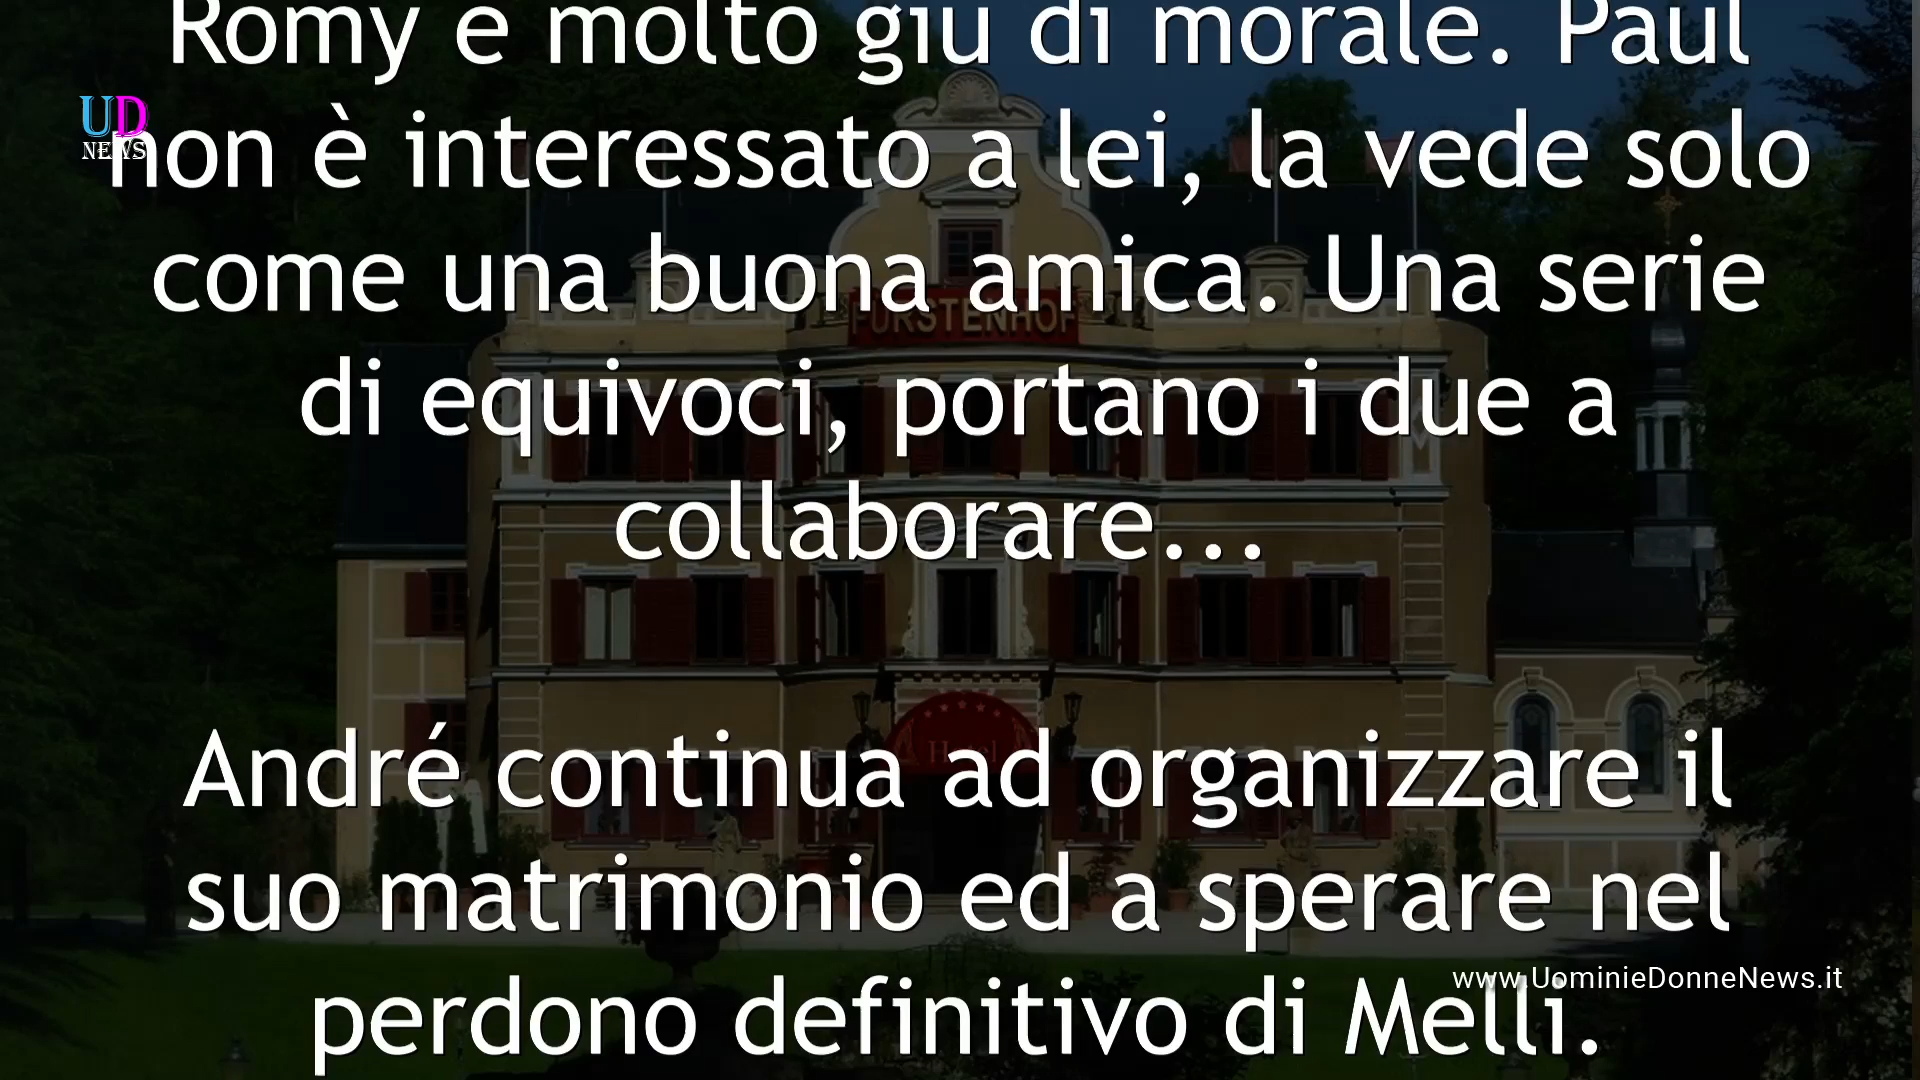 Romy è molto giù di morale. Paul
UD
NEWS
non è interessato a lei, la vede solo
come una buona amica. Una serie
FÜRSTENHOF
di equivoci, portano i due a
collaborare...
Hotel
André continua ad organizzare il
suo matrimonio ed a sperare nel
www.UominieDonneNews.it
perdono definitivo di Melli.